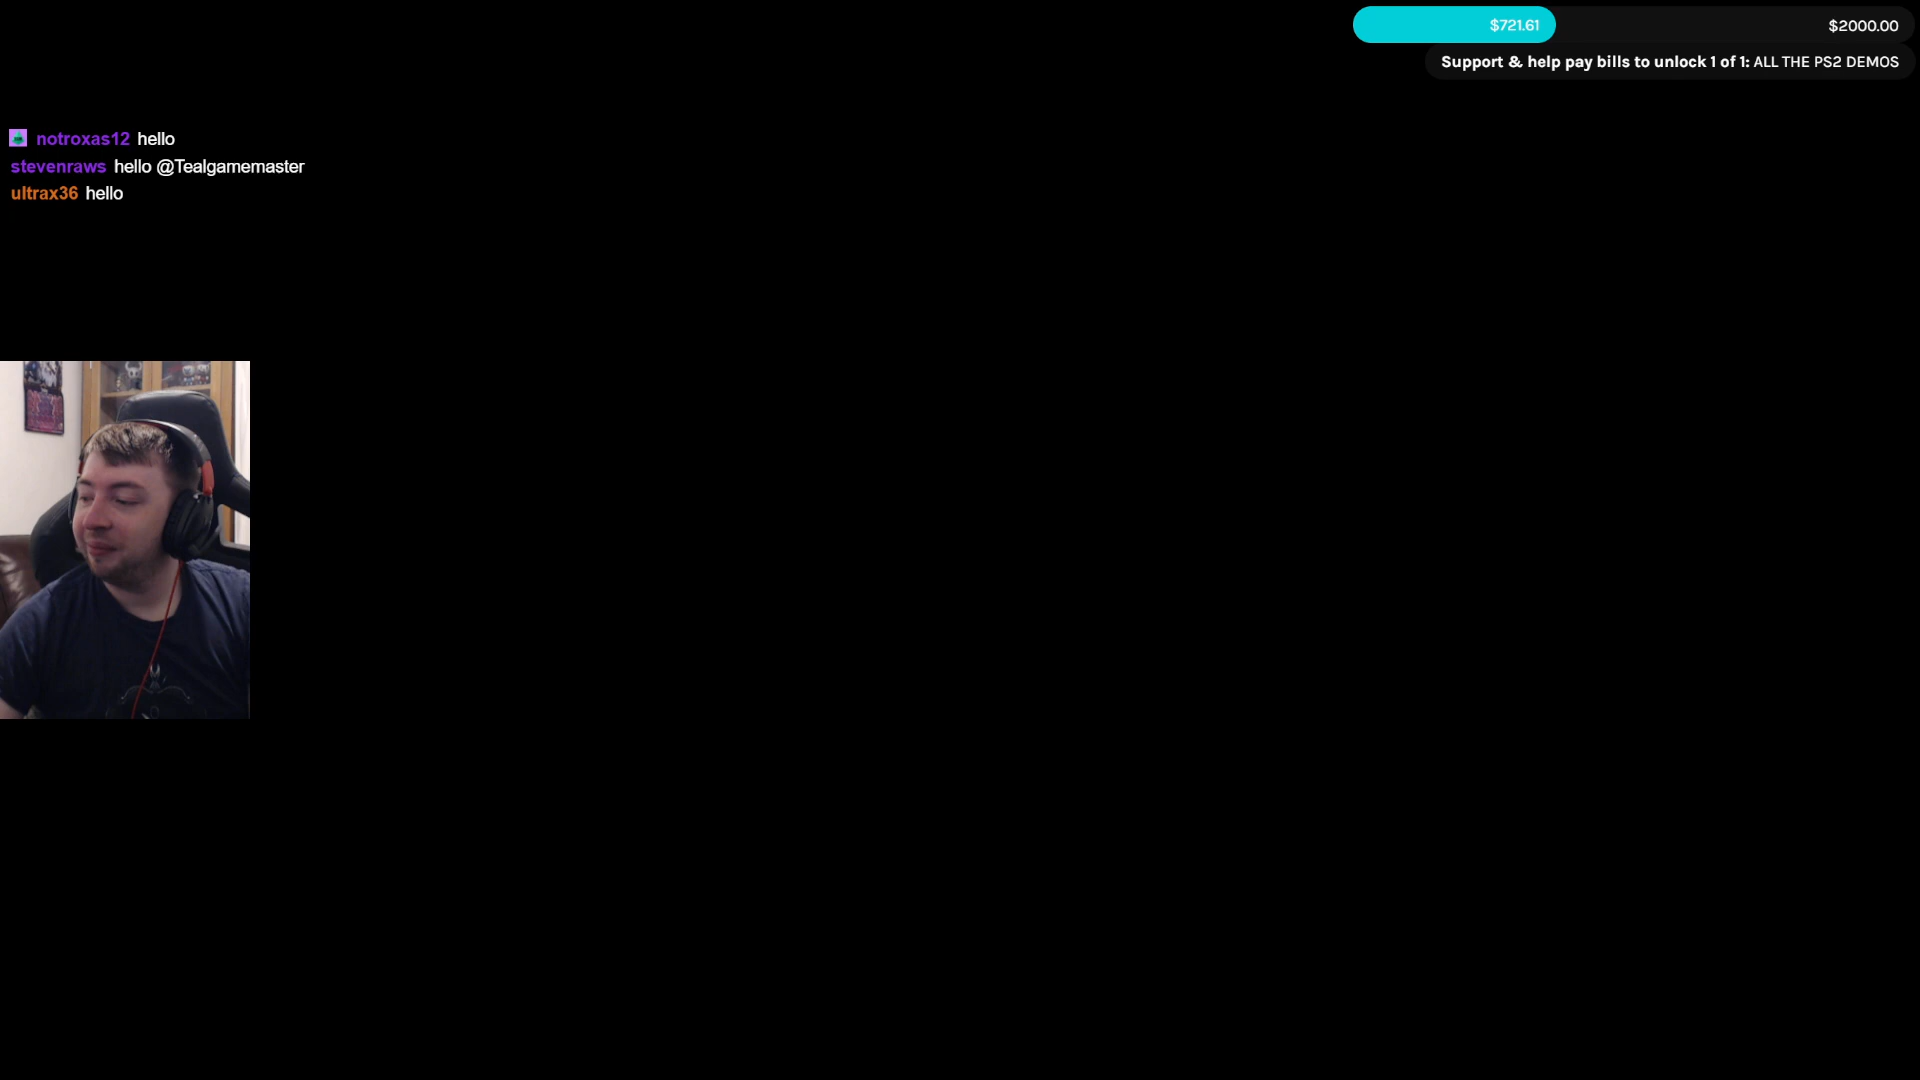 $721.61 $2000.00
Support & help pay bills to unlock 1 of 1: ALL THE PS2 DEMOS
notroxas12 hello
stevenraws hello @Tealgamemaster
ultrax36 hello